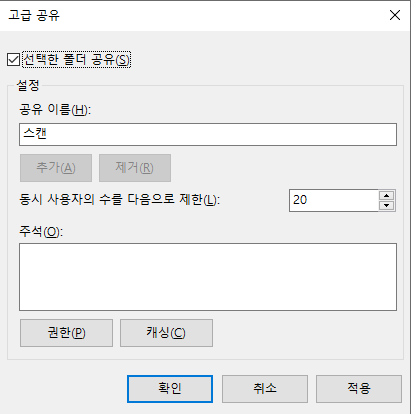 고급 공유
선택한 폴더 공유(S)
설정
공유 이름(H):
스캔
추가(A) 제거(R)
동시 사용자의 수를 다음으로 제한(L): 20
주석(O):
권한(P) 캐싱(C)
확인 취소 적용